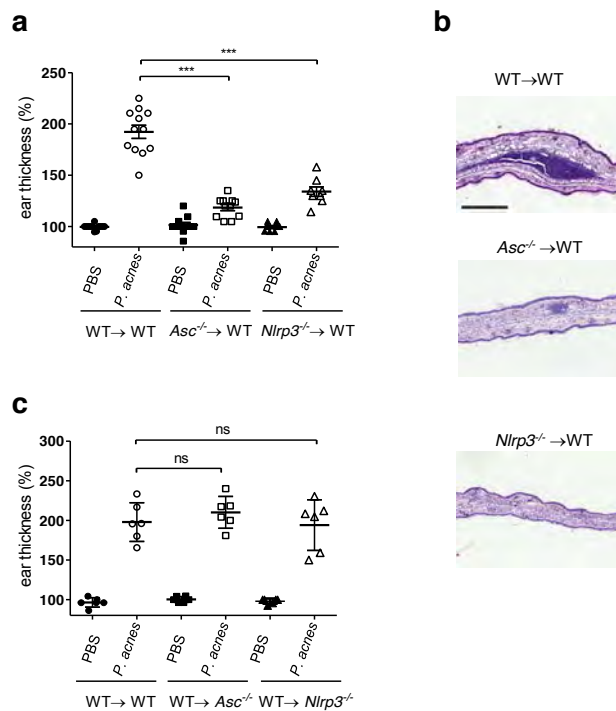 a
***
***
ear thickness (%)
250
200
150
100
PBS
P. acnes
PBS
P. acnes
PBS
P. acnes
WT→ WT
Asc⁻/⁻→ WT
Nlrp3⁻/⁻→ WT
b
WT→WT
Asc⁻/⁻→WT
Nlrp3⁻/⁻→WT
c
ns
ns
ear thickness (%)
300
250
200
150
100
PBS
P. acnes
PBS
P. acnes
PBS
P. acnes
WT→ WT
WT→ Asc⁻/⁻
WT→ Nlrp3⁻/⁻